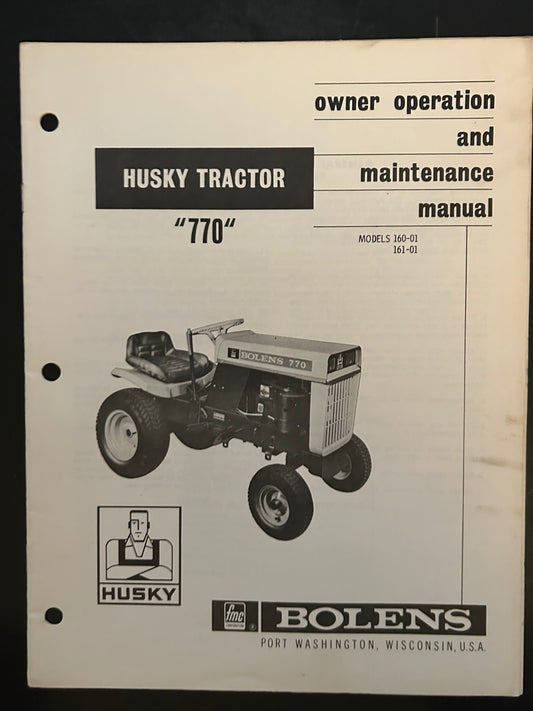 owner operation
and
maintenance
manual
HUSKY TRACTOR
"770"
MODELS 160-01
161-01
BOLENS 770
HUSKY
fmc
CORPORATION
®
BOLENS
PORT WASHINGTON, WISCONSIN, U.S.A.